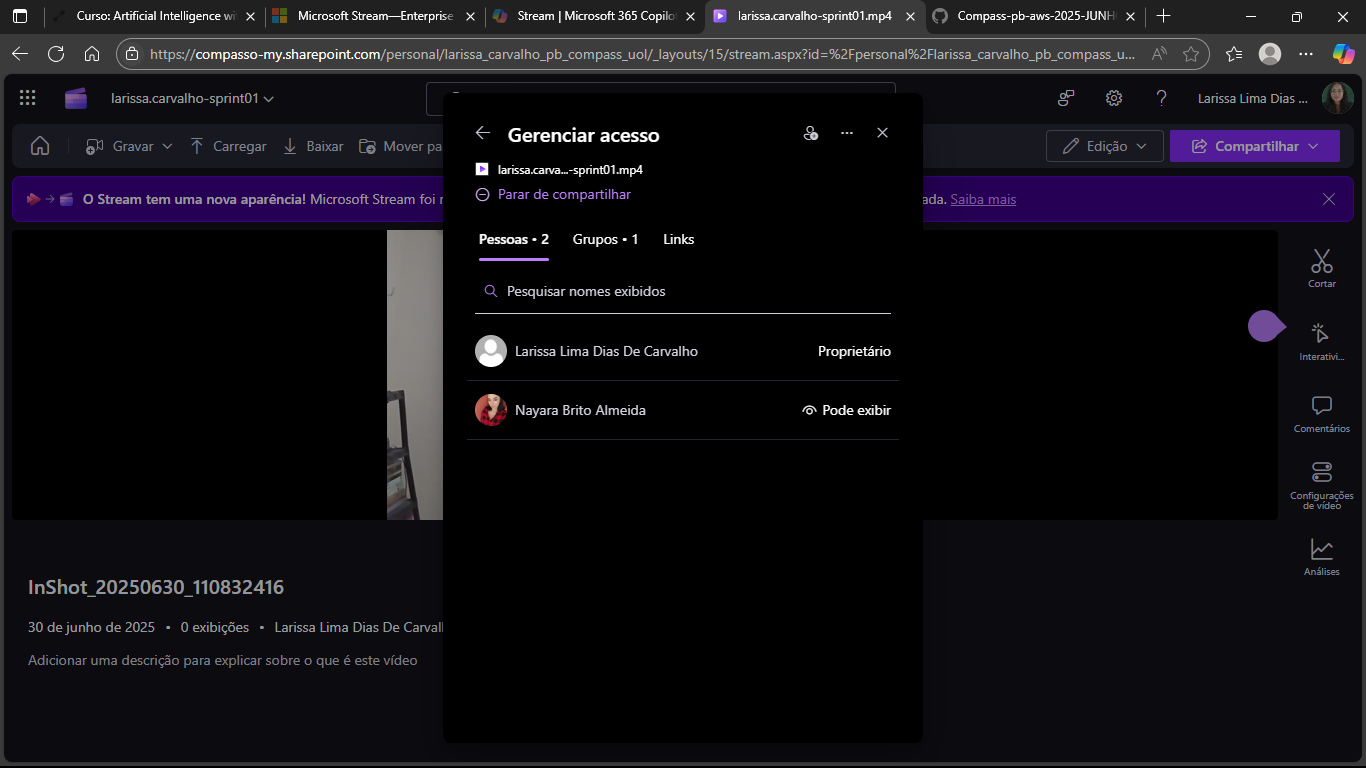 Curso: Artificial Intelligence wi
Microsoft Stream—Enterprise
Stream | Microsoft 365 Copilo
larissa.carvalho-sprint01.mp4
Compass-pb-aws-2025-JUNH
https://compasso-my.sharepoint.com/personal/larissa_carvalho_pb_compass_uol/_layouts/15/stream.aspx?id=%2Fpersonal%2Flarissa_carvalho_pb_compass_u...
larissa.carvalho-sprint01
Larissa Lima Dias ...
Gravar
Carregar
Baixar
Mover pa
Edição
Compartilhar
O Stream tem uma nova aparência! Microsoft Stream foi r
ada. Saiba mais
Gerenciar acesso
larissa.carva...-sprint01.mp4
Parar de compartilhar
Pessoas • 2
Grupos • 1
Links
Pesquisar nomes exibidos
Larissa Lima Dias De Carvalho
Proprietário
Nayara Brito Almeida
Pode exibir
Cortar
Interativi...
Comentários
Configurações
de vídeo
Análises
InShot_20250630_110832416
30 de junho de 2025 • 0 exibições • Larissa Lima Dias De Carval
Adicionar uma descrição para explicar sobre o que é este vídeo